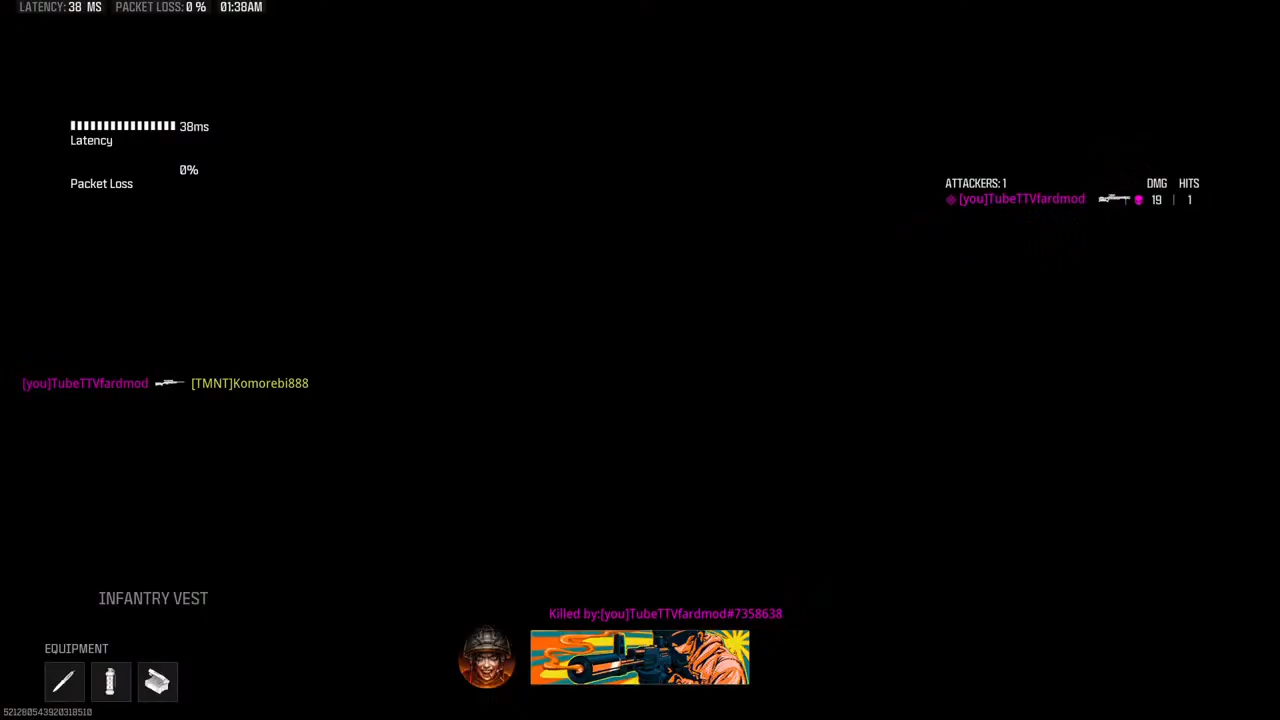 LATENCY: 38 MS PACKET LOSS: 0 % 01:38AM
38ms
Latency
0%
Packet Loss
ATTACKERS: 1 DMG HITS
[you]TubeTTVfardmod 19 | 1
[you]TubeTTVfardmod [TMNT]Komorebi888
INFANTRY VEST
Killed by:[you]TubeTTVfardmod#7358638
EQUIPMENT
521280543920318510